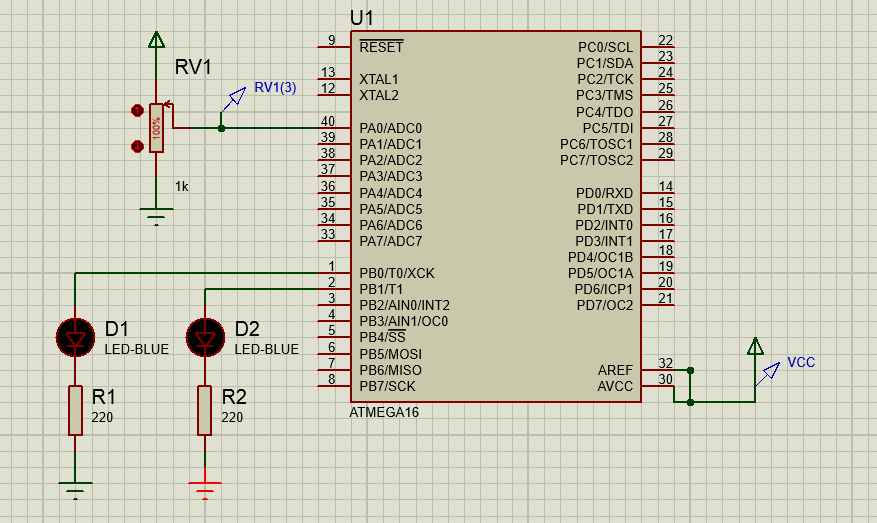 U1
RV1
RV1(3)
100%
1k
9 RESET
13 XTAL1
12 XTAL2
40 PA0/ADC0
39 PA1/ADC1
38 PA2/ADC2
37 PA3/ADC3
36 PA4/ADC4
35 PA5/ADC5
34 PA6/ADC6
33 PA7/ADC7
1 PB0/T0/XCK
2 PB1/T1
3 PB2/AIN0/INT2
4 PB3/AIN1/OC0
5 PB4/SS
6 PB5/MOSI
7 PB6/MISO
8 PB7/SCK
PC0/SCL 22
PC1/SDA 23
PC2/TCK 24
PC3/TMS 25
PC4/TDO 26
PC5/TDI 27
PC6/TOSC1 28
PC7/TOSC2 29
PD0/RXD 14
PD1/TXD 15
PD2/INT0 16
PD3/INT1 17
PD4/OC1B 18
PD5/OC1A 19
PD6/ICP1 20
PD7/OC2 21
AREF 32
AVCC 30
ATMEGA16
VCC
D1
LED-BLUE
D2
LED-BLUE
R1
220
R2
220